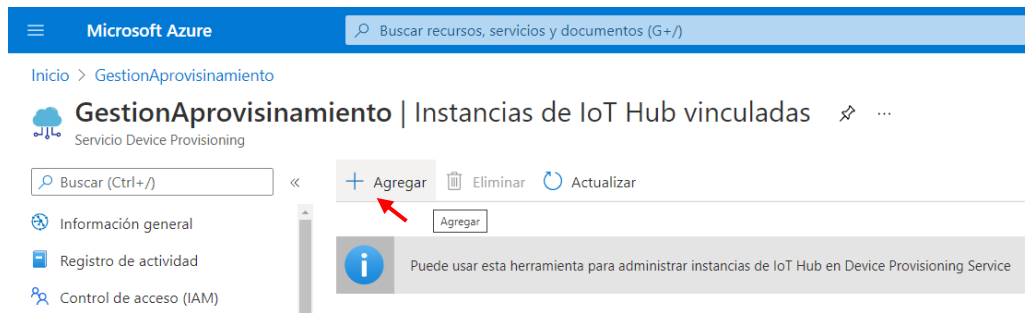 Microsoft Azure
Buscar recursos, servicios y documentos (G+/)
Inicio > GestionAprovisinamiento
GestionAprovisinamiento | Instancias de IoT Hub vinculadas
Servicio Device Provisioning
Buscar (Ctrl+/)
Agregar
Eliminar
Actualizar
Agregar
Información general
Registro de actividad
Control de acceso (IAM)
Puede usar esta herramienta para administrar instancias de IoT Hub en Device Provisioning Service